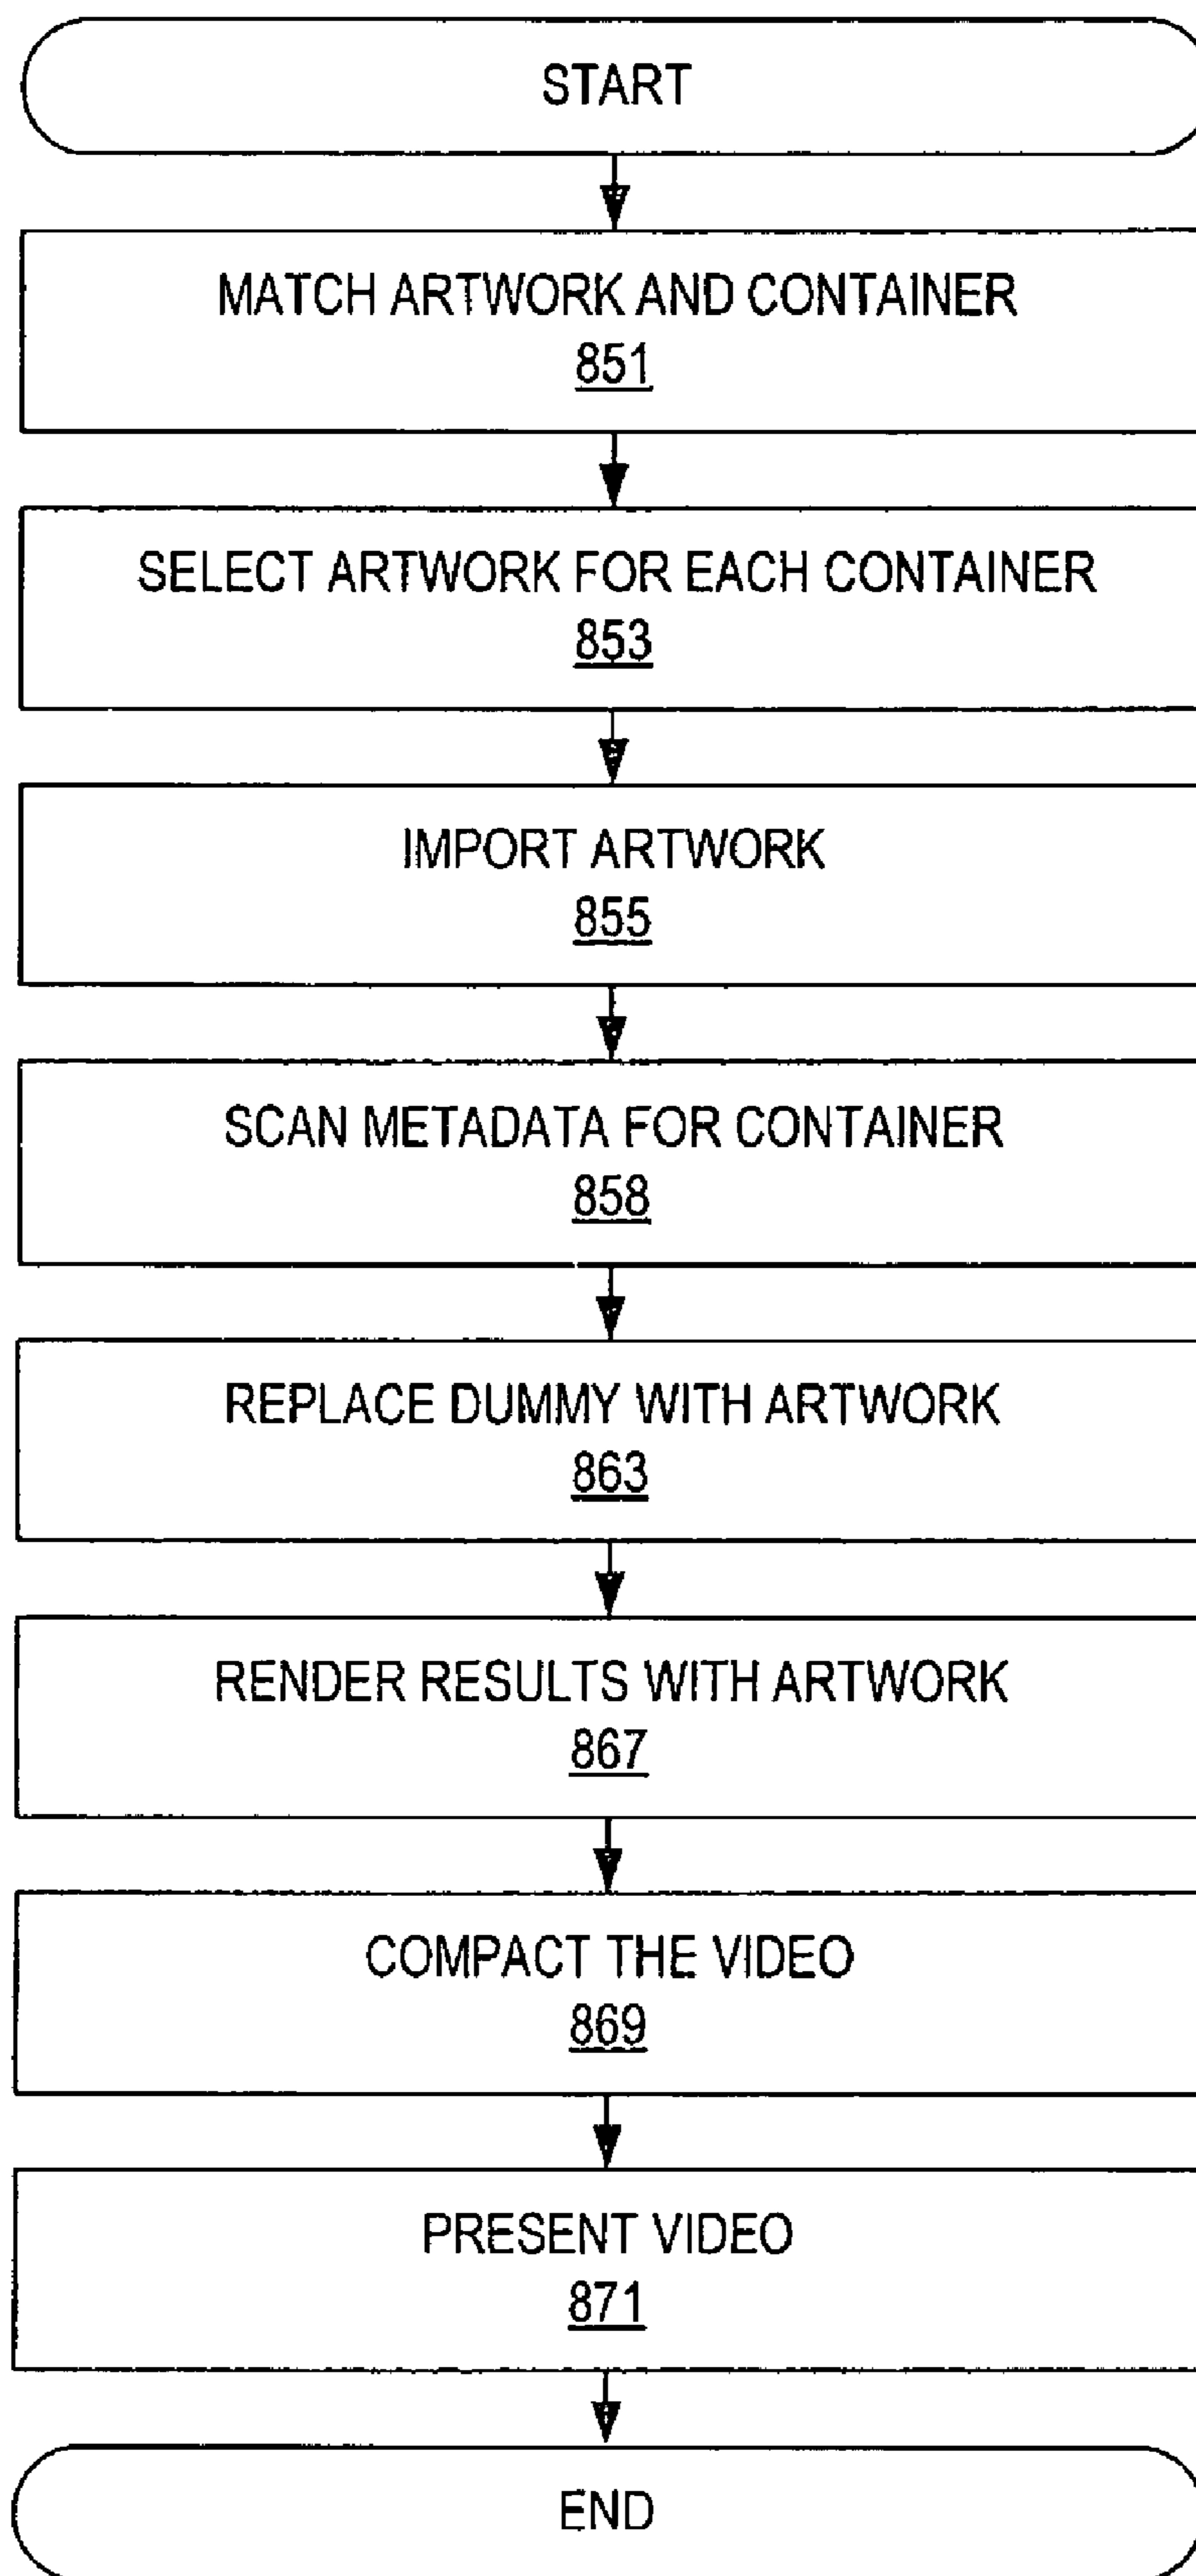 START
MATCH ARTWORK AND CONTAINER
851
SELECT ARTWORK FOR EACH CONTAINER
853
IMPORT ARTWORK
855
SCAN METADATA FOR CONTAINER
858
REPLACE DUMMY WITH ARTWORK
863
RENDER RESULTS WITH ARTWORK
867
COMPACT THE VIDEO
869
PRESENT VIDEO
871
END